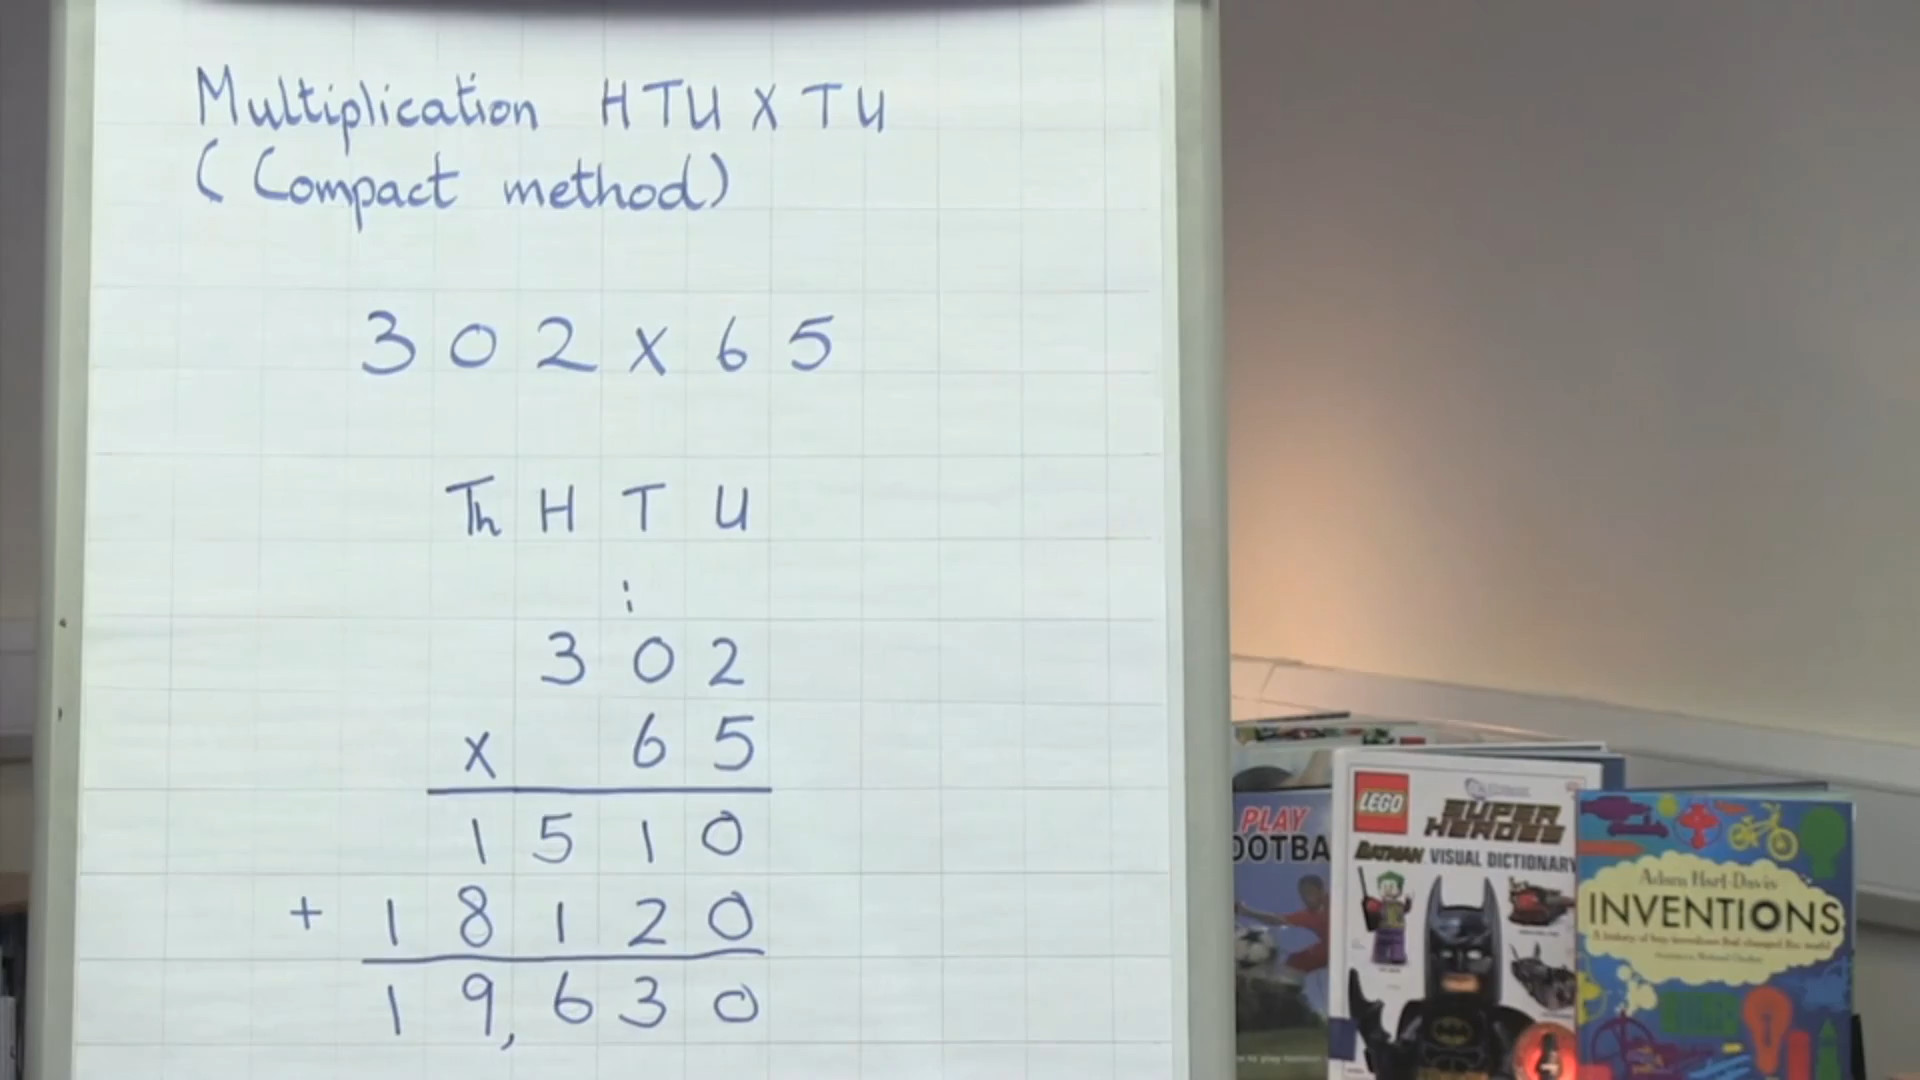 Multiplication HTU X TU
(Compact method)
302 x 65
Th H T U
302
x 65
1510
+ 18120
19,630
PLAY
OOTBA
LEGO
SUPER
HEROES
BATMAN VISUAL DICTIONARY
Adam Hart-Davis
INVENTIONS